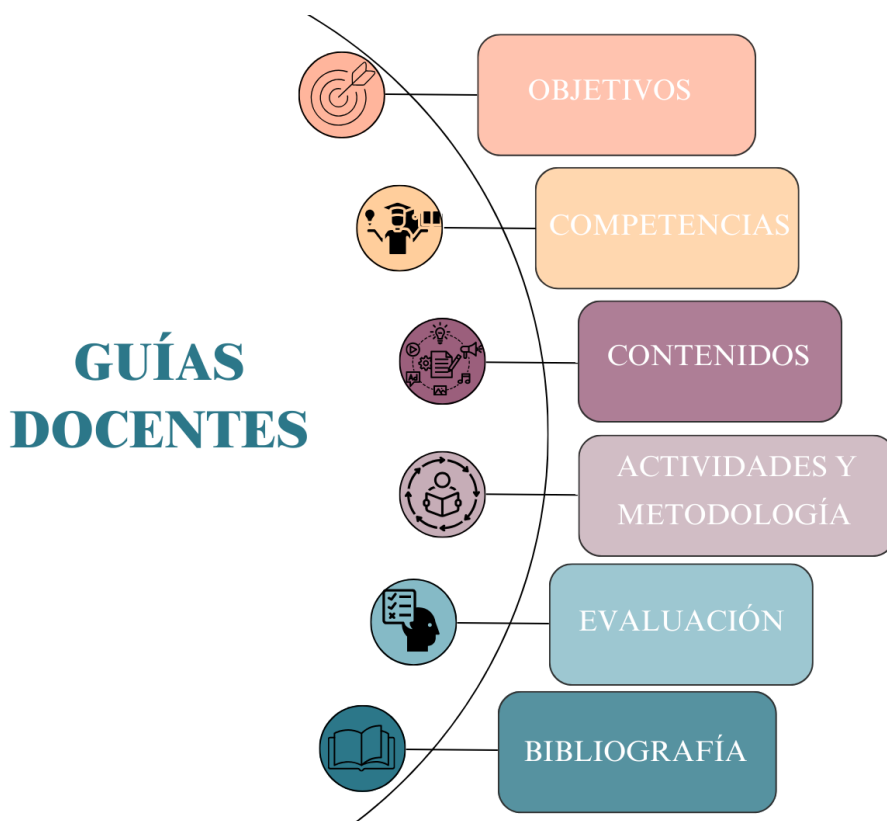 GUÍAS
DOCENTES
OBJETIVOS
COMPETENCIAS
CONTENIDOS
ACTIVIDADES Y
METODOLOGÍA
EVALUACIÓN
BIBLIOGRAFÍA